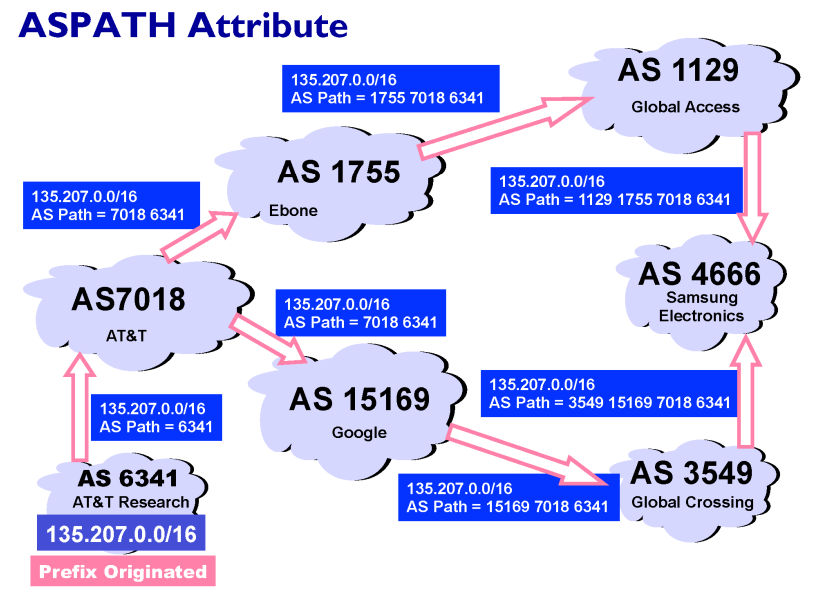 ASPATH Attribute
135.207.0.0/16
AS Path = 1755 7018 6341
AS 1129
Global Access
AS 1755
Ebone
135.207.0.0/16
AS Path = 7018 6341
135.207.0.0/16
AS Path = 1129 1755 7018 6341
AS 4666
Samsung
Electronics
AS7018
AT&T
135.207.0.0/16
AS Path = 7018 6341
AS 15169
Google
135.207.0.0/16
AS Path = 3549 15169 7018 6341
135.207.0.0/16
AS Path = 6341
AS 6341
AT&T Research
135.207.0.0/16
Prefix Originated
135.207.0.0/16
AS Path = 15169 7018 6341
AS 3549
Global Crossing